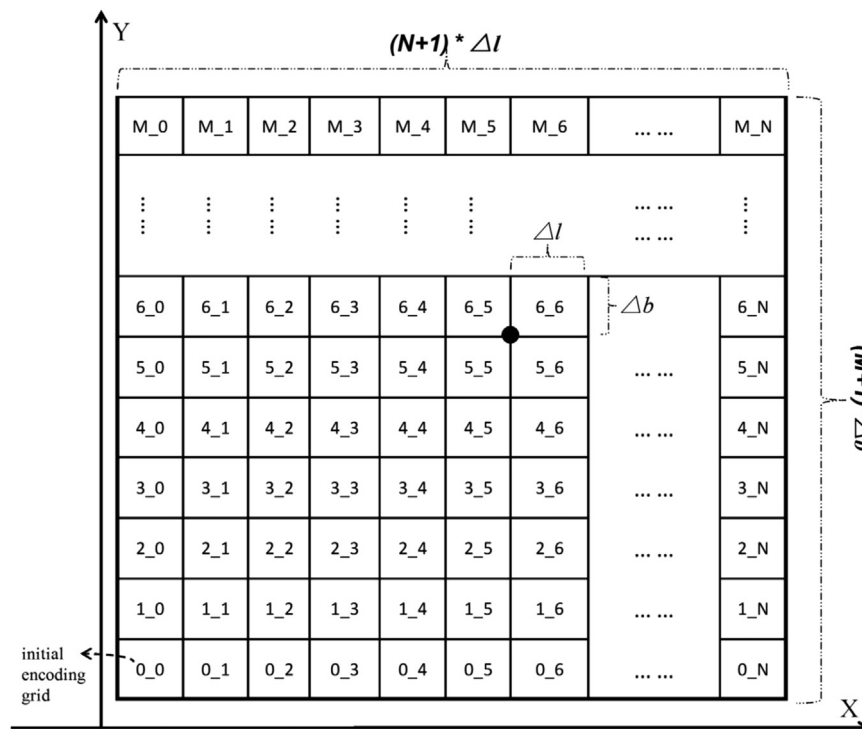 Y
(N+1) * △l
M_0 M_1 M_2 M_3 M_4 M_5 M_6 ... ... M_N
... ... ... ... ... ... ... ... ...
... ...
△l
6_0 6_1 6_2 6_3 6_4 6_5 6_6 △b 6_N
5_0 5_1 5_2 5_3 5_4 5_5 5_6 ... ... 5_N
(M+1)* △b
4_0 4_1 4_2 4_3 4_4 4_5 4_6 ... ... 4_N
3_0 3_1 3_2 3_3 3_4 3_5 3_6 ... ... 3_N
2_0 2_1 2_2 2_3 2_4 2_5 2_6 ... ... 2_N
1_0 1_1 1_2 1_3 1_4 1_5 1_6 ... ... 1_N
initial
encoding
grid
0_0 0_1 0_2 0_3 0_4 0_5 0_6 ... ... 0_N
X